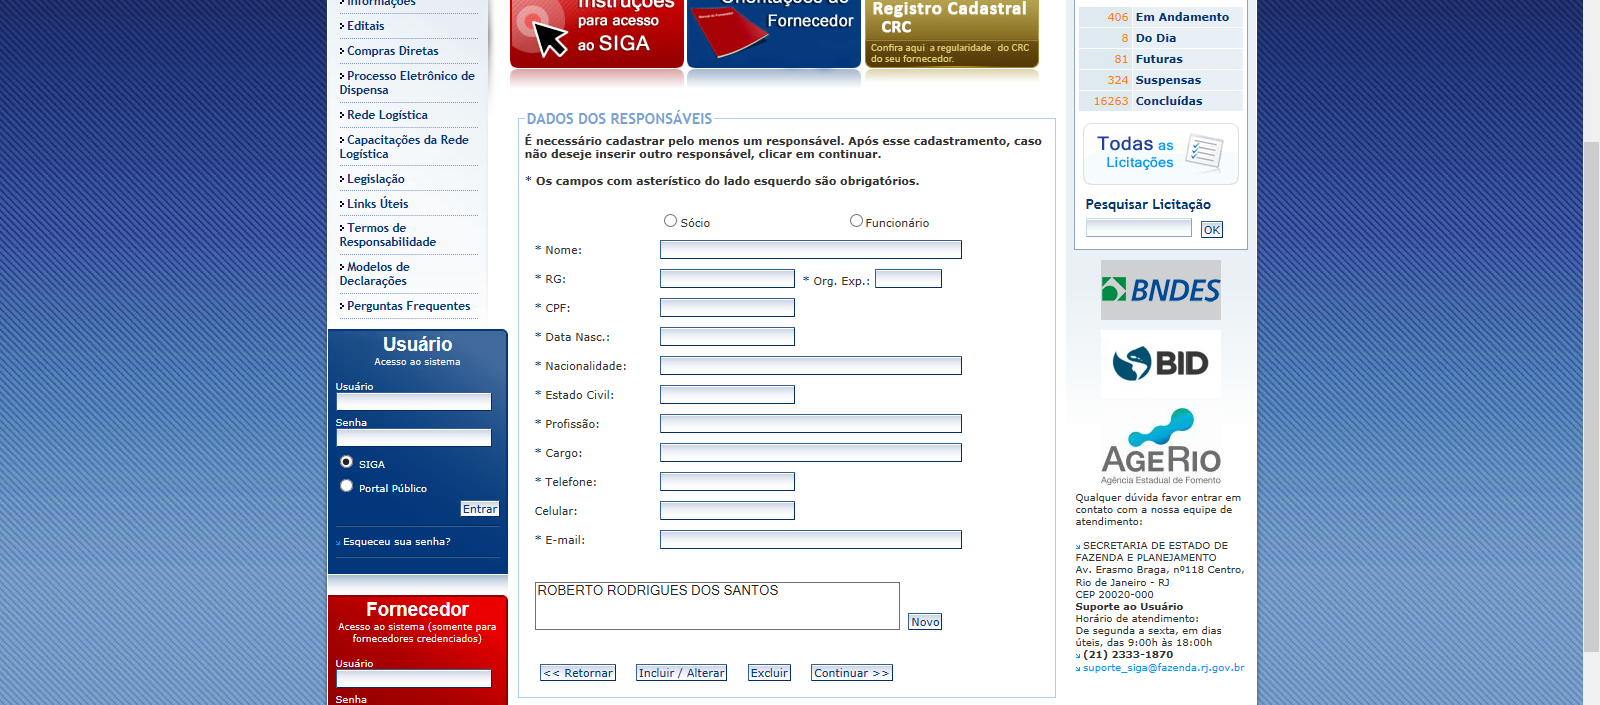 Informações
Editais
Compras Diretas
Processo Eletrônico de
Dispensa
Rede Logística
Capacitações da Rede
Logística
Legislação
Links Úteis
Termos de
Responsabilidade
Modelos de
Declarações
Perguntas Frequentes
Usuário
Acesso ao sistema
Usuário
Senha
SIGA
Portal Público
Entrar
Esqueceu sua senha?
Fornecedor
Acesso ao sistema (somente para
fornecedores credenciados)
Usuário
Senha
Instruções
para acesso
ao SIGA
Orientações ao
Fornecedor
Registro Cadastral
CRC
Confira aqui a regularidade do CRC
do seu fornecedor.
DADOS DOS RESPONSÁVEIS
É necessário cadastrar pelo menos um responsável. Após esse cadastramento, caso
não deseje inserir outro responsável, clicar em continuar.
* Os campos com asterístico do lado esquerdo são obrigatórios.
Sócio Funcionário
* Nome:
* RG: * Org. Exp.:
* CPF:
* Data Nasc.:
* Nacionalidade:
* Estado Civil:
* Profissão:
* Cargo:
* Telefone:
Celular:
* E-mail:
ROBERTO RODRIGUES DOS SANTOS
Novo
<< Retornar Incluir / Alterar Excluir Continuar >>
406 Em Andamento
8 Do Dia
81 Futuras
324 Suspensas
16263 Concluídas
Todas as
Licitações
Pesquisar Licitação
OK
BNDES
BID
AGERIO
Agência Estadual de Fomento
Qualquer dúvida favor entrar em
contato com a nossa equipe de
atendimento:
SECRETARIA DE ESTADO DE
FAZENDA E PLANEJAMENTO
Av. Erasmo Braga, nº118 Centro,
Rio de Janeiro - RJ
CEP 20020-000
Suporte ao Usuário
Horário de atendimento:
De segunda a sexta, em dias
úteis, das 9:00h às 18:00h
(21) 2333-1870
suporte_siga@fazenda.rj.gov.br